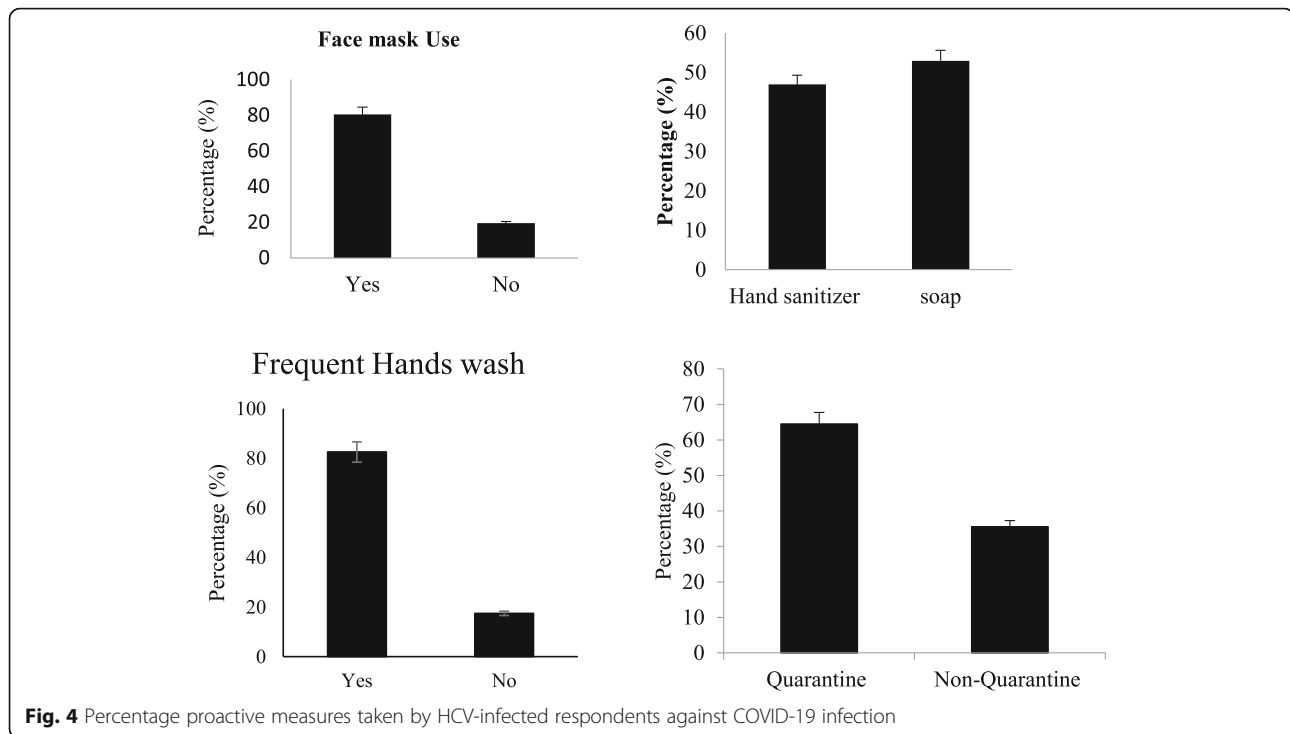 Face mask Use
Percentage (%)
100
80
60
40
20
0
Yes No
Percentage (%)
60
50
40
30
20
10
0
Hand sanitizer soap
Frequent Hands wash
Percentage (%)
100
80
60
40
20
0
Yes No
Percentage (%)
80
70
60
50
40
30
20
10
0
Quarantine Non-Quarantine
Fig. 4 Percentage proactive measures taken by HCV-infected respondents against COVID-19 infection